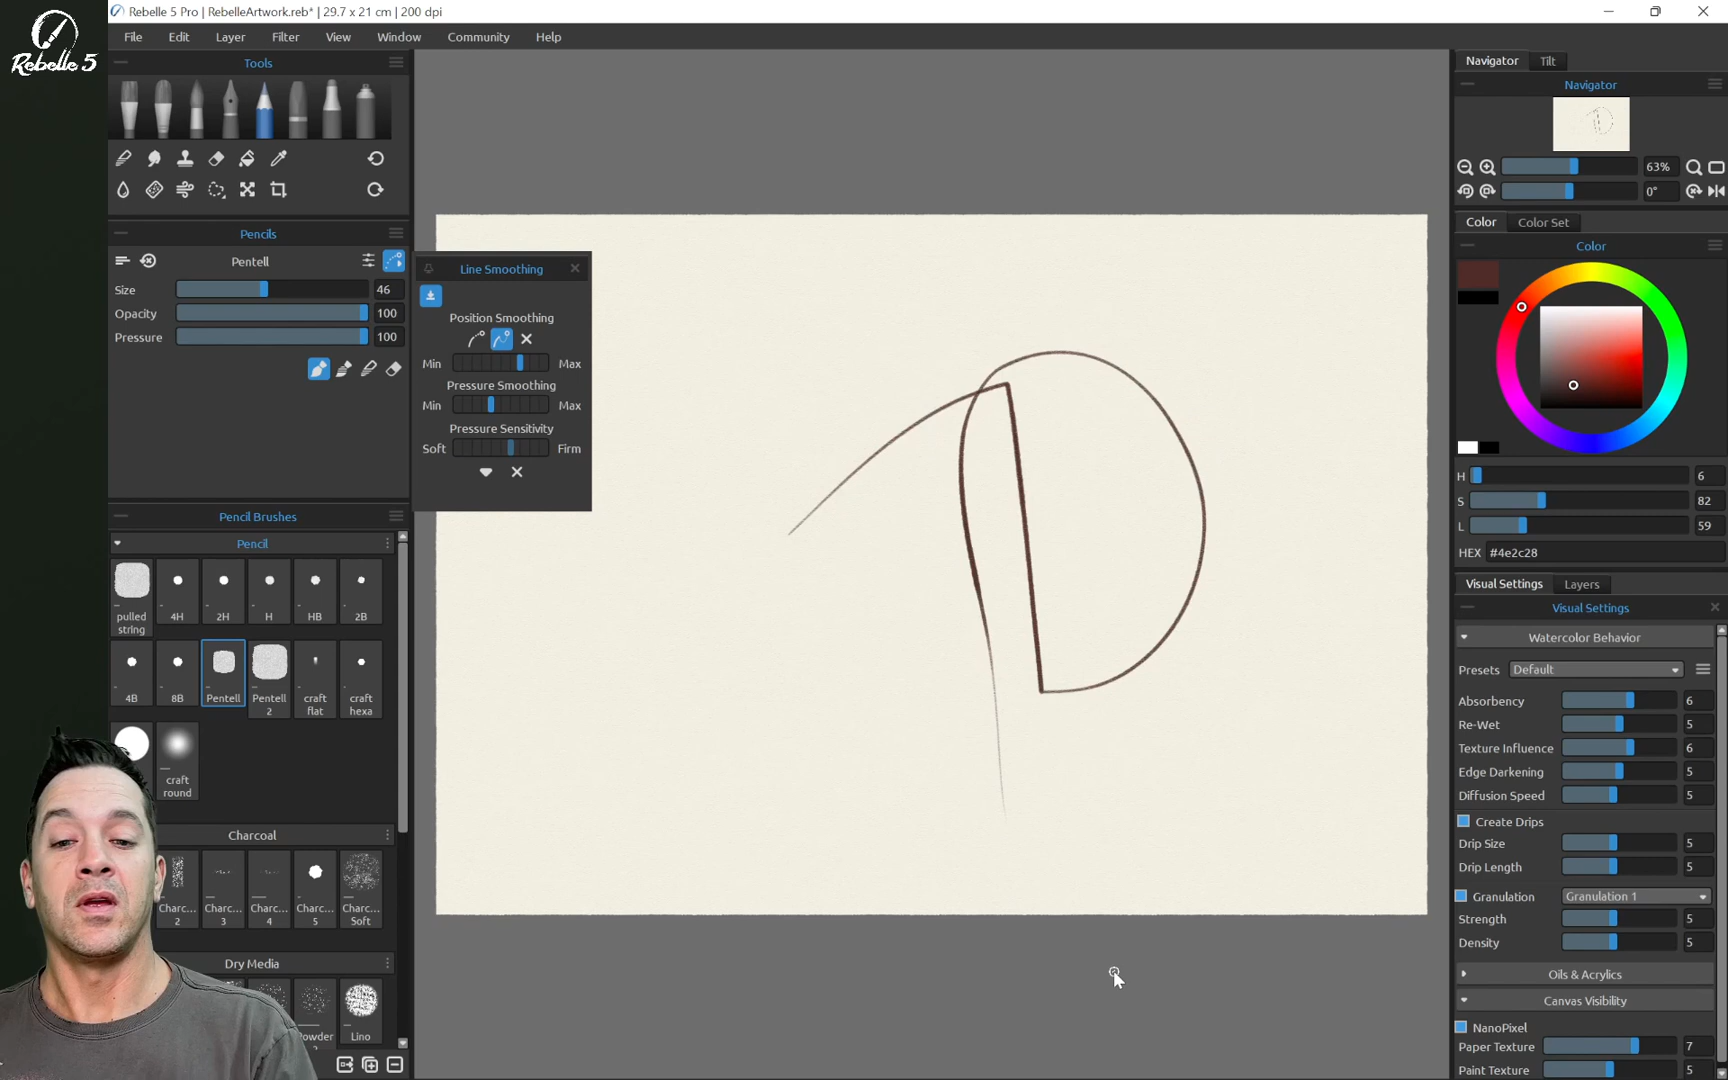 Rebelle 5
Rebelle 5 Pro | RebelleArtwork.reb* | 29.7 x 21 cm | 200 dpi
File Edit Layer Filter View Window Community Help
Tools
Pencils
Pentell
Size 46
Opacity 100
Pressure 100
Line Smoothing
Position Smoothing
Min Max
Pressure Smoothing
Min Max
Pressure Sensitivity
Soft Firm
Pencil Brushes
Pencil
pulled string 4H 2H H HB 2B
4B 8B Pentell Pentell 2 craft flat craft hexa
craft round
Charcoal
Charc... 2 Charc... 3 Charc... 4 Charc... 5 Charc... Soft
Dry Media
Lino
Navigator Tilt
Navigator
63%
0°
Color Color Set
Color
H 6
S 82
L 59
HEX #4e2c28
Visual Settings Layers
Visual Settings
Watercolor Behavior
Presets Default
Absorbency 6
Re-Wet 5
Texture Influence 6
Edge Darkening 5
Diffusion Speed 5
Create Drips
Drip Size 5
Drip Length 5
Granulation Granulation 1
Strength 5
Density 5
Oils & Acrylics
Canvas Visibility
NanoPixel
Paper Texture 7
Paint Texture 5